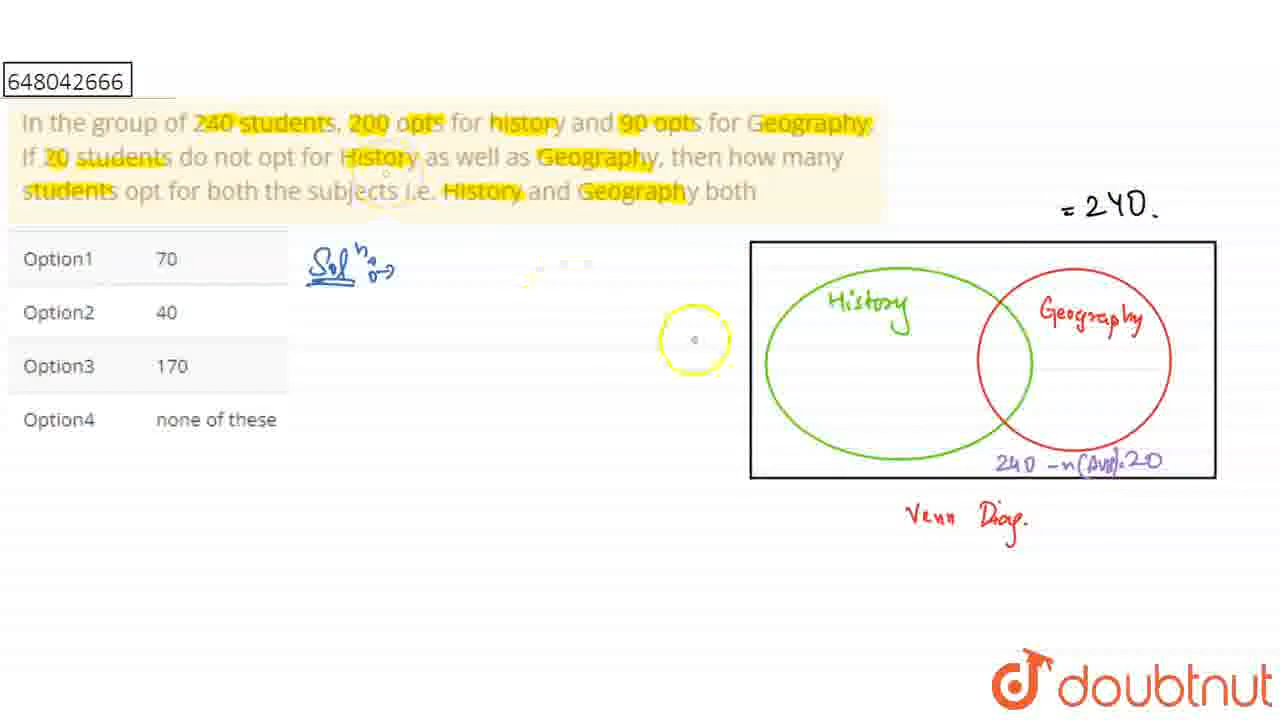 648042666
In the group of 240 students, 200 opts for history and 90 opts for Geography.
If 20 students do not opt for History as well as Geography, then how many
students opt for both the subjects i.e. History and Geography both
= 240.
Option1 70
Option2 40
Option3 170
Option4 none of these
Solⁿ
History
Geography
240 - n(AUB) = 20
Venn Diag.
doubtnut